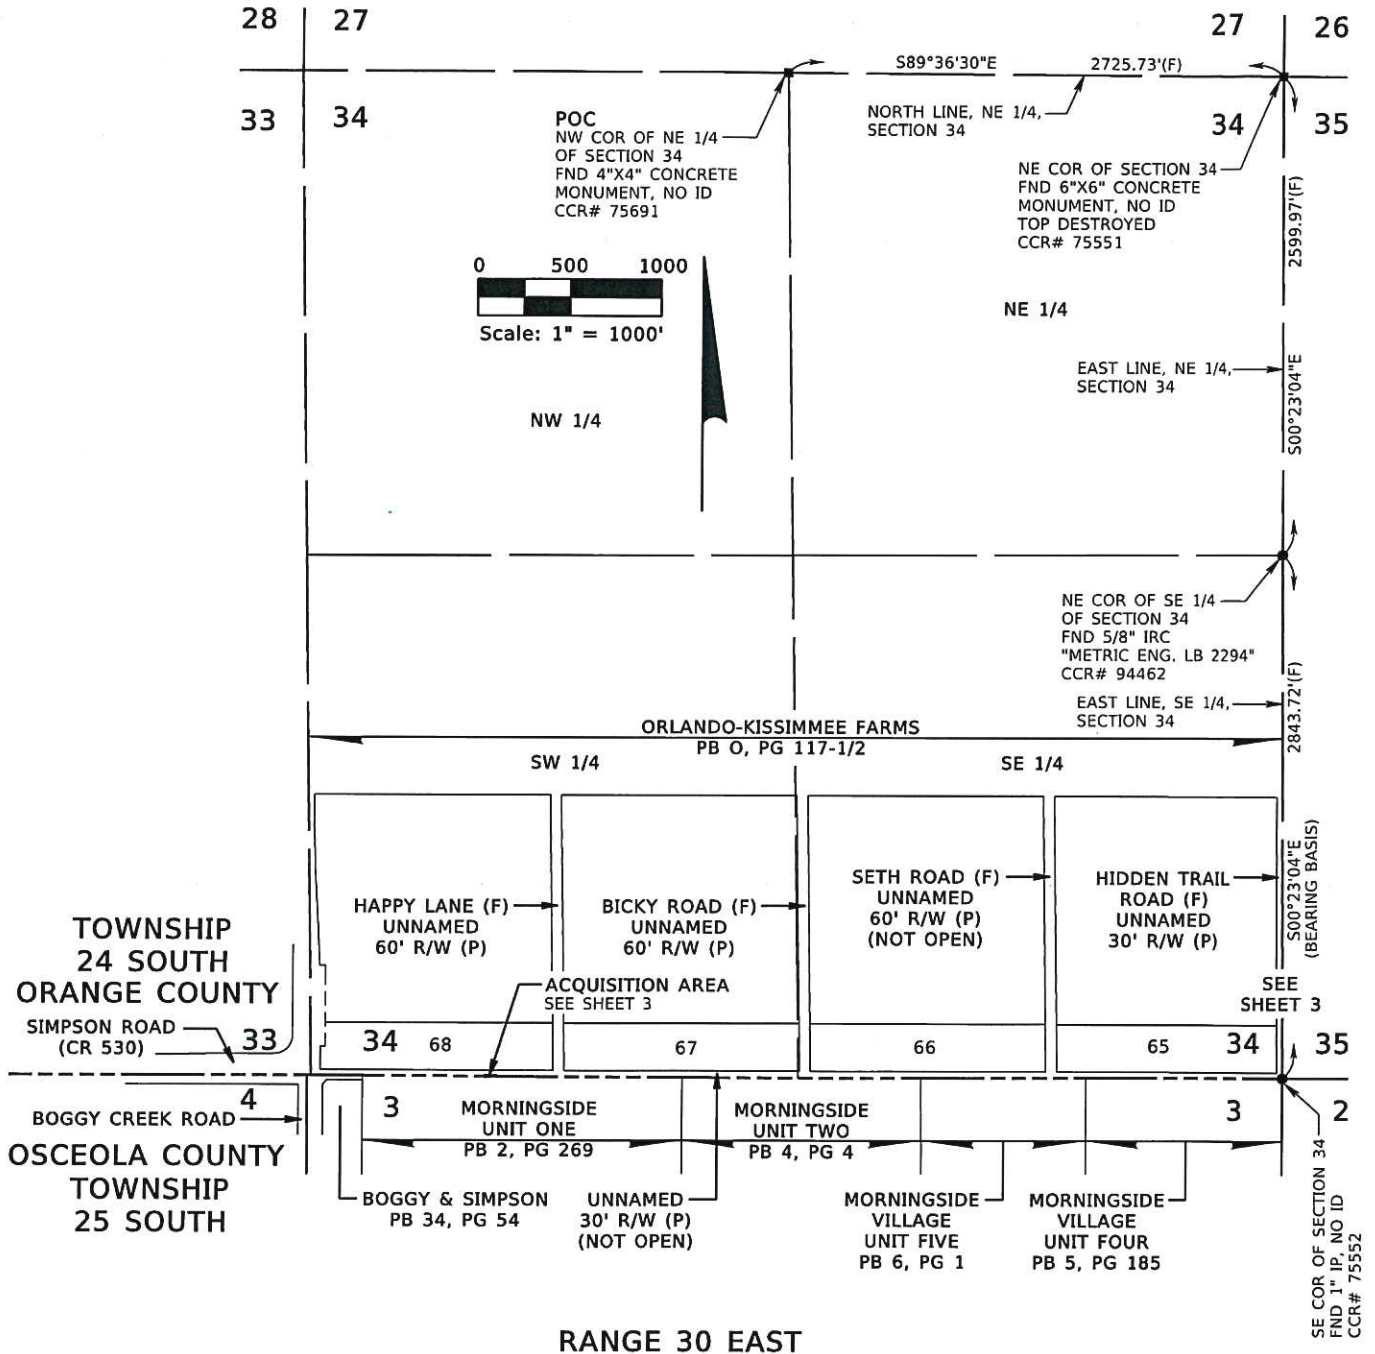 28
27
27
26
S89°36'30"E
2725.73'(F)
33
34
POC
NW COR OF NE 1/4
OF SECTION 34
FND 4"X4" CONCRETE
MONUMENT, NO ID
CCR# 75691
NORTH LINE, NE 1/4,
SECTION 34
34
35
NE COR OF SECTION 34
FND 6"X6" CONCRETE
MONUMENT, NO ID
TOP DESTROYED
CCR# 75551
2599.97'(F)
0 500 1000
Scale: 1" = 1000'
NE 1/4
EAST LINE, NE 1/4,
SECTION 34
S00°23'04"E
NW 1/4
NE COR OF SE 1/4
OF SECTION 34
FND 5/8" IRC
"METRIC ENG. LB 2294"
CCR# 94462
EAST LINE, SE 1/4,
SECTION 34
2843.72'(F)
ORLANDO-KISSIMMEE FARMS
PB O, PG 117-1/2
SW 1/4
SE 1/4
S00°23'04"E
(BEARING BASIS)
HAPPY LANE (F)
UNNAMED
60' R/W (P)
BICKY ROAD (F)
UNNAMED
60' R/W (P)
SETH ROAD (F)
UNNAMED
60' R/W (P)
(NOT OPEN)
HIDDEN TRAIL
ROAD (F)
UNNAMED
30' R/W (P)
TOWNSHIP
24 SOUTH
ORANGE COUNTY
ACQUISITION AREA
SEE SHEET 3
SEE
SHEET 3
SIMPSON ROAD
(CR 530)
33
34
68
67
66
65
34
35
4
3
3
2
BOGGY CREEK ROAD
OSCEOLA COUNTY
TOWNSHIP
25 SOUTH
MORNINGSIDE
UNIT ONE
PB 2, PG 269
MORNINGSIDE
UNIT TWO
PB 4, PG 4
BOGGY & SIMPSON
PB 34, PG 54
UNNAMED
30' R/W (P)
(NOT OPEN)
MORNINGSIDE
VILLAGE
UNIT FIVE
PB 6, PG 1
MORNINGSIDE
VILLAGE
UNIT FOUR
PB 5, PG 185
SE COR OF SECTION 34
FND 1" IP, NO ID
CCR# 75552
RANGE 30 EAST